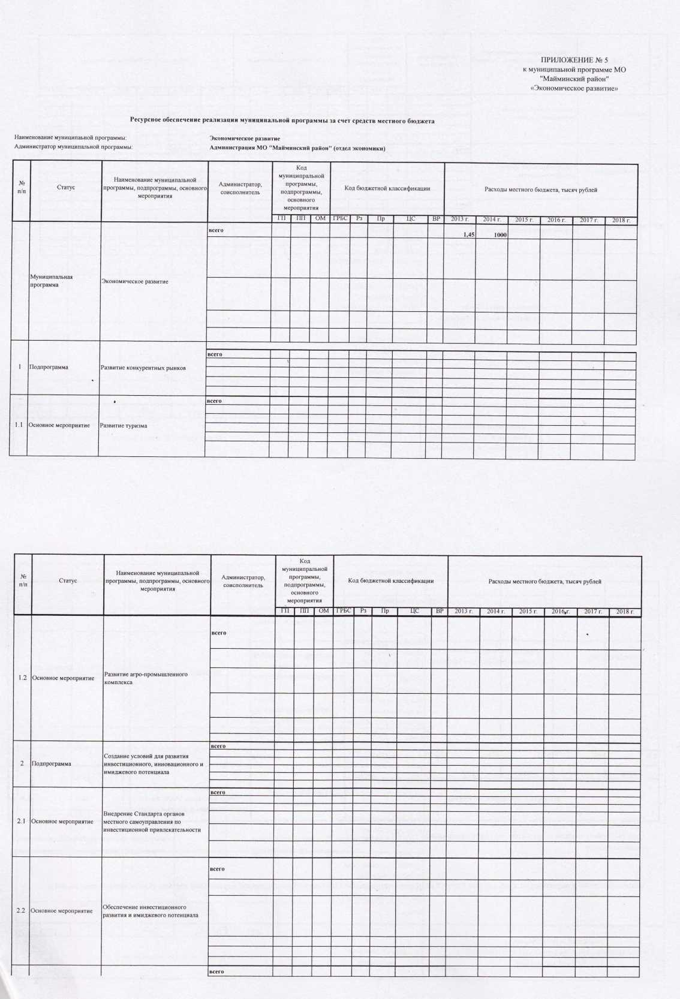 ПРИЛОЖЕНИЕ № 5
к муниципаьной программе МО
"Майминский район"
«Экономическое развитие»
Ресурсное обеспечение реализации муниципальной программы за счет средств местного бюджета
Наименование муниципаьной программы: Экономическое развитие
Администратор муниципальной программы: Администрация МО "Майминский район" (отдел экономики)
№
п/п
Статус
Наименование муниципальной
программы, подпрограммы, основного
мероприятия
Администратор,
соисполнитель
Код
муниципральной
программы,
подпрограммы,
основного
мероприятия
Код бюджетной классификации
Расходы местного бюджета, тысяч рублей
ГП ПП ОМ ГРБС Рз Пр ЦС ВР 2013 г. 2014 г. 2015 г. 2016 г. 2017 г. 2018 г.
Муниципальная
программа
Экономическое развитие
всего
1,45 1000
1 Подпрограмма Развитие конкурентных рынков
всего
1.1 Основное мероприятие Развитие туризма
всего
№
п/п
Статус
Наименование муниципальной
программы, подпрограммы, основного
мероприятия
Администратор,
соисполнитель
Код
муниципральной
программы,
подпрограммы,
основного
мероприятия
Код бюджетной классификации
Расходы местного бюджета, тысяч рублей
ГП ПП ОМ ГРБС Рз Пр ЦС ВР 2013 г. 2014 г. 2015 г. 2016 г. 2017 г. 2018 г.
1.2 Основное мероприятие
Развитие агро-промышленного
комплекса
всего
2 Подпрограмма
Создание условий для развития
инвестиционного, инновационного и
имиджевого потенциала
всего
2.1 Основное мероприятие
Внедрение Стандарта органов
местного самоуправления по
инвестиционной привлекательности
всего
2.2 Основное мероприятие
Обеспечение инвестиционного
развития и имиджевого потенциала
всего
всего